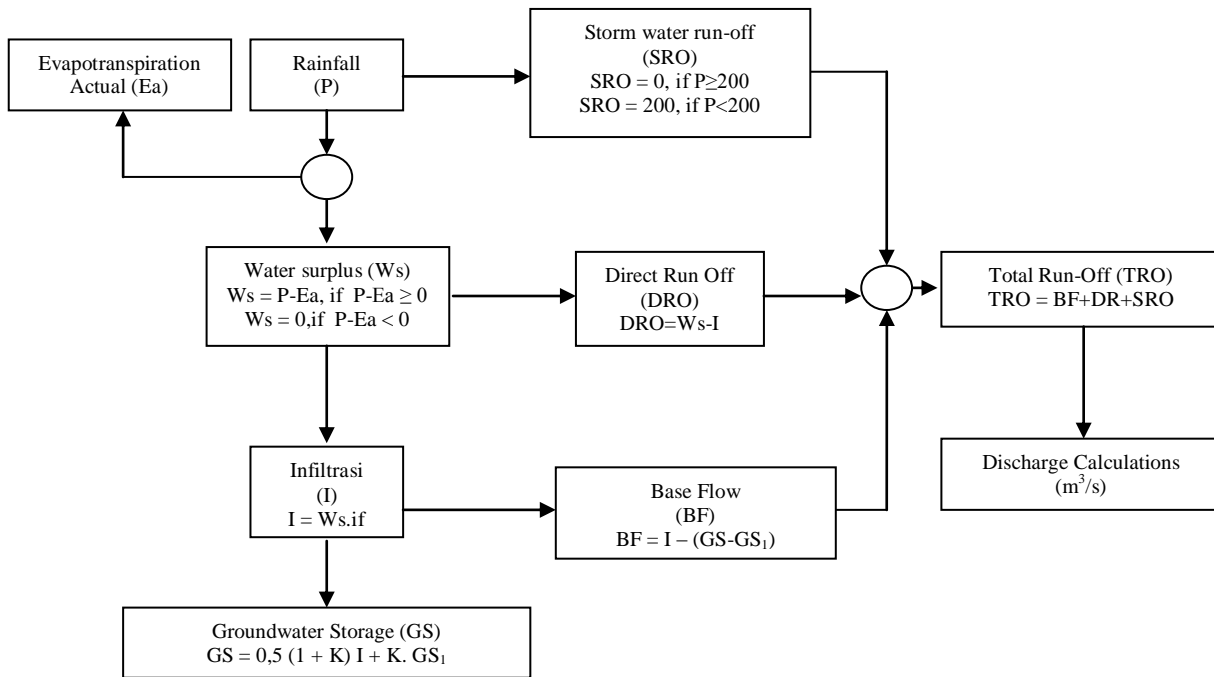 Evapotranspiration
Actual (Ea)
Rainfall
(P)
Storm water run-off
(SRO)
SRO = 0, if P≥200
SRO = 200, if P<200
Water surplus (Ws)
Ws = P-Ea, if P-Ea ≥ 0
Ws = 0,if P-Ea < 0
Direct Run Off
(DRO)
DRO=Ws-I
Total Run-Off (TRO)
TRO = BF+DR+SRO
Infiltrasi
(I)
I = Ws.if
Base Flow
(BF)
BF = I – (GS-GS₁)
Discharge Calculations
(m³/s)
Groundwater Storage (GS)
GS = 0,5 (1 + K) I + K. GS₁